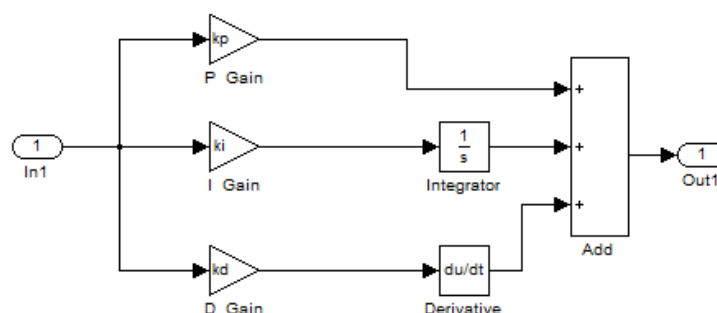 kp
P Gain
1
In1
ki
I Gain
1
s
Integrator
+
+
+
Add
1
Out1
kd
D Gain
du/dt
Derivative